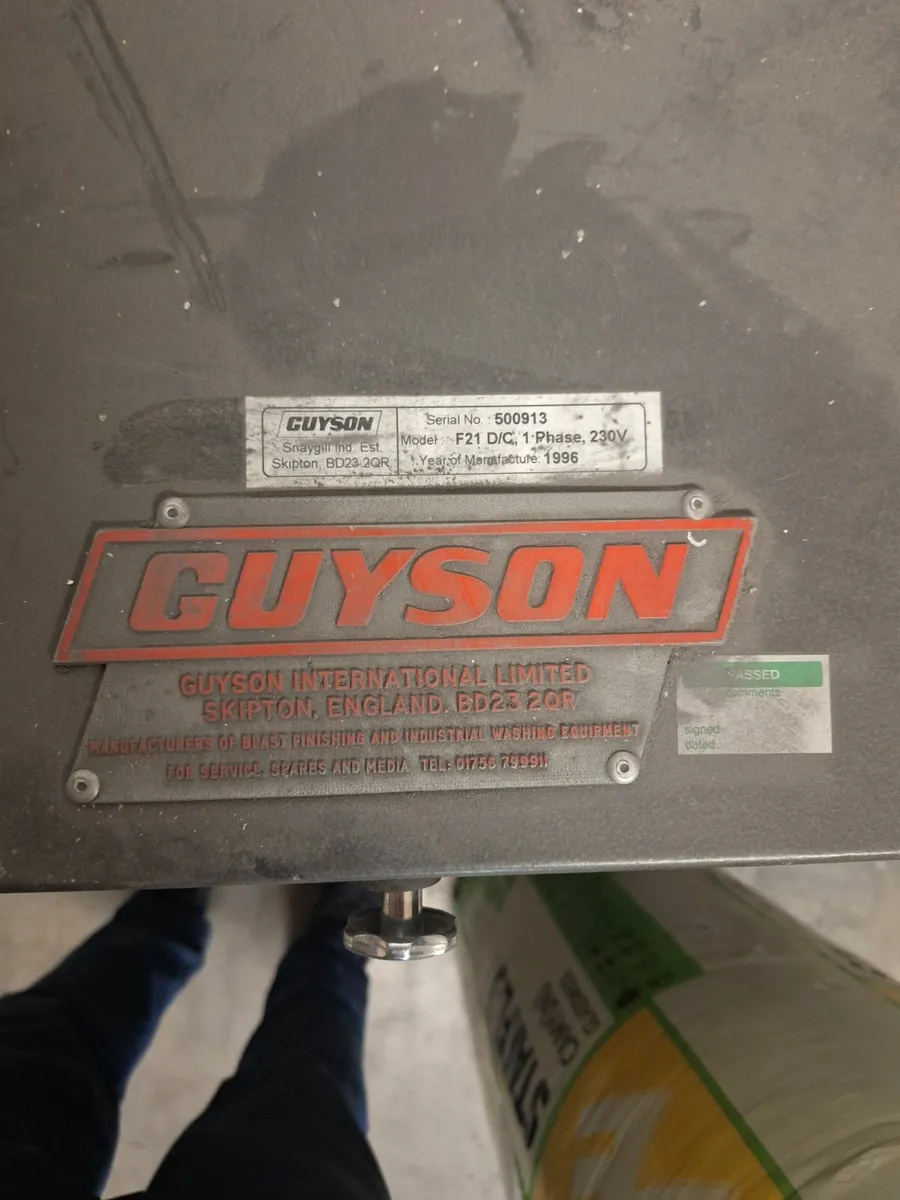 GUYSON
Snaygill Ind. Est.
Skipton, BD23 2QR
Serial No. : 500913
Model : F21 D/C, 1 Phase, 230V
Year of Manufacture: 1996
GUYSON
GUYSON INTERNATIONAL LIMITED
SKIPTON, ENGLAND. BD23 2QR
MANUFACTURERS OF BLAST FINISHING AND INDUSTRIAL WASHING EQUIPMENT
FOR SERVICE, SPARES AND MEDIA TEL: 01756 799911
PASSED
comments
signed
dated